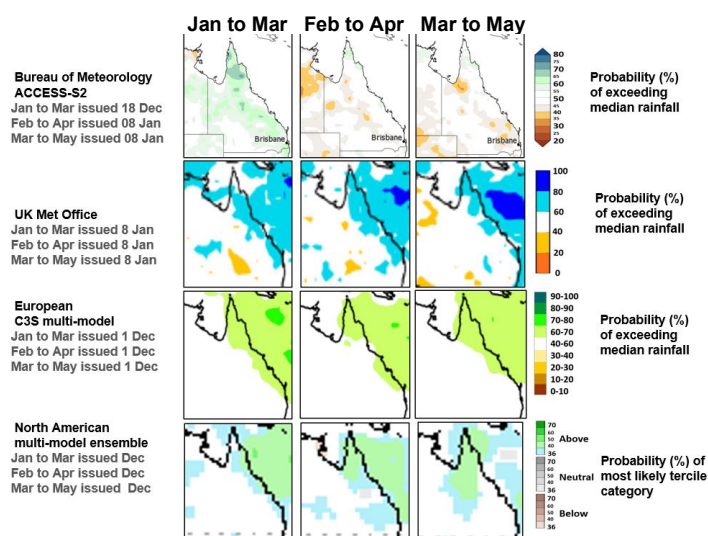 Jan to Mar Feb to Apr Mar to May
Bureau of Meteorology
ACCESS-S2
Jan to Mar issued 18 Dec
Feb to Apr issued 08 Jan
Mar to May issued 08 Jan
Brisbane
Brisbane
Brisbane
80
70
65
60
55
50
45
40
35
30
20
Probability (%)
of exceeding
median rainfall
UK Met Office
Jan to Mar issued 8 Jan
Feb to Apr issued 8 Jan
Mar to May issued 8 Jan
100
80
60
40
20
0
Probability (%)
of exceeding
median rainfall
European
C3S multi-model
Jan to Mar issued 1 Dec
Feb to Apr issued 1 Dec
Mar to May issued 1 Dec
90-100
80-90
70-80
60-70
40-60
30-40
20-30
10-20
0-10
Probability (%)
of exceeding
median rainfall
North American
multi-model ensemble
Jan to Mar issued Dec
Feb to Apr issued Dec
Mar to May issued  Dec
70
60
50
40
36
Above
70
60
50
40
36
Neutral
70
60
50
40
36
Below
Probability (%) of
most likely tercile
category